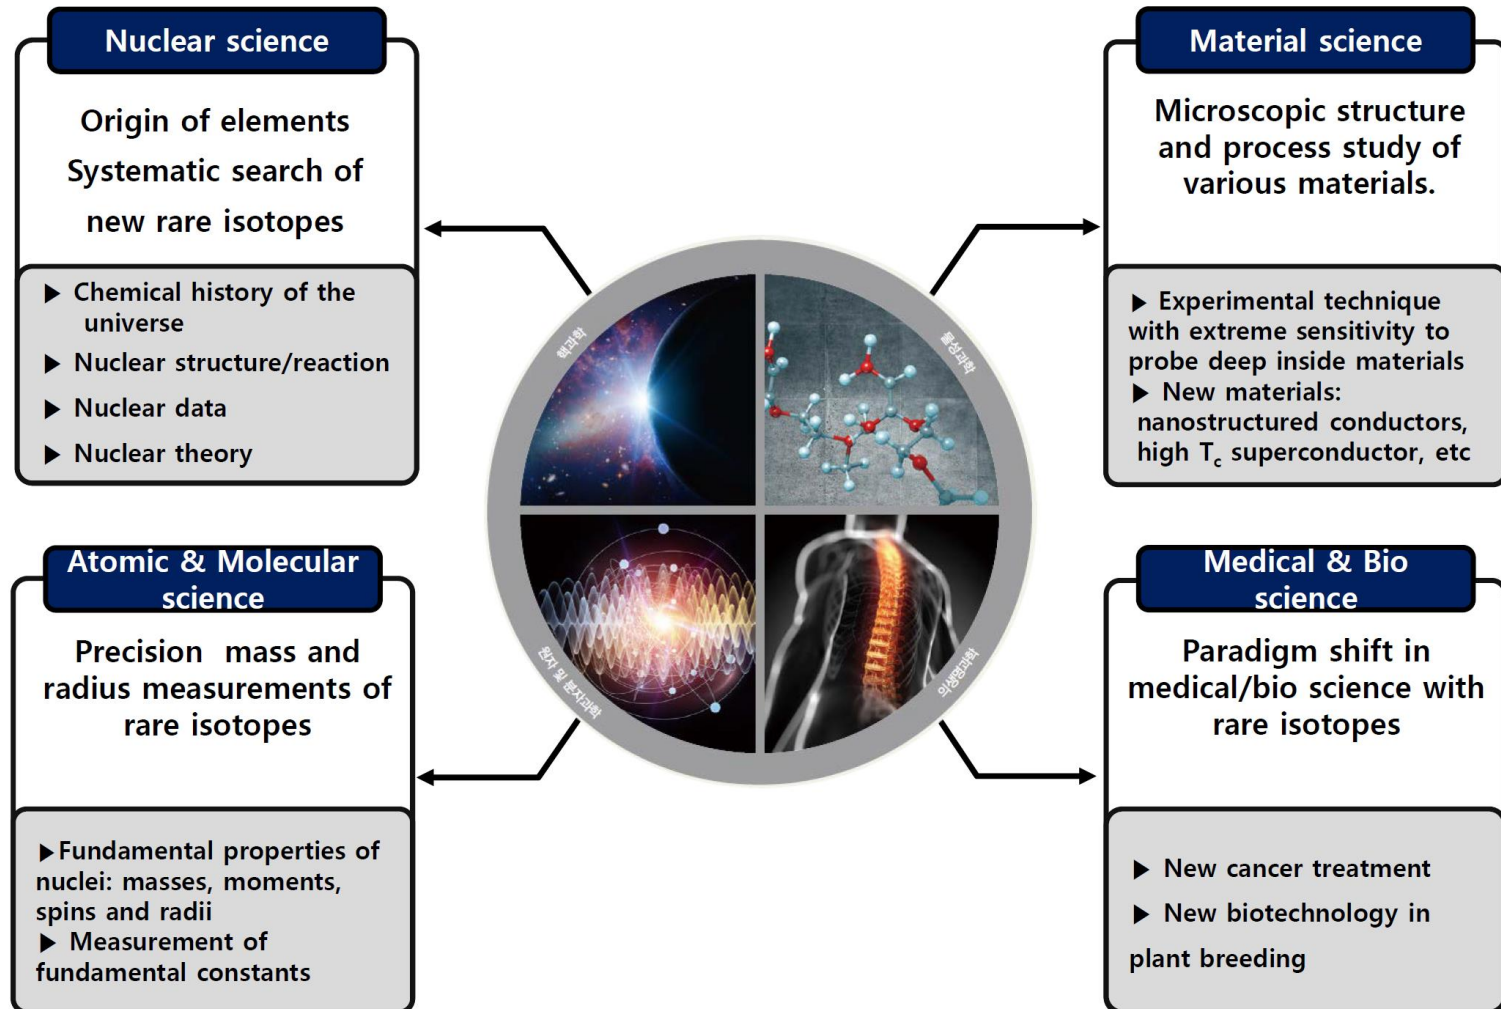 Nuclear science
Origin of elements
Systematic search of
new rare isotopes
▶ Chemical history of the
universe
▶ Nuclear structure/reaction
▶ Nuclear data
▶ Nuclear theory
Material science
Microscopic structure
and process study of
various materials.
▶ Experimental technique
with extreme sensitivity to
probe deep inside materials
▶ New materials:
nanostructured conductors,
high Tc superconductor, etc
핵과학
물성과학
원자 및 분자과학
의생명과학
Atomic & Molecular
science
Precision mass and
radius measurements of
rare isotopes
▶Fundamental properties of
nuclei: masses, moments,
spins and radii
▶ Measurement of
fundamental constants
Medical & Bio
science
Paradigm shift in
medical/bio science with
rare isotopes
▶ New cancer treatment
▶ New biotechnology in
plant breeding